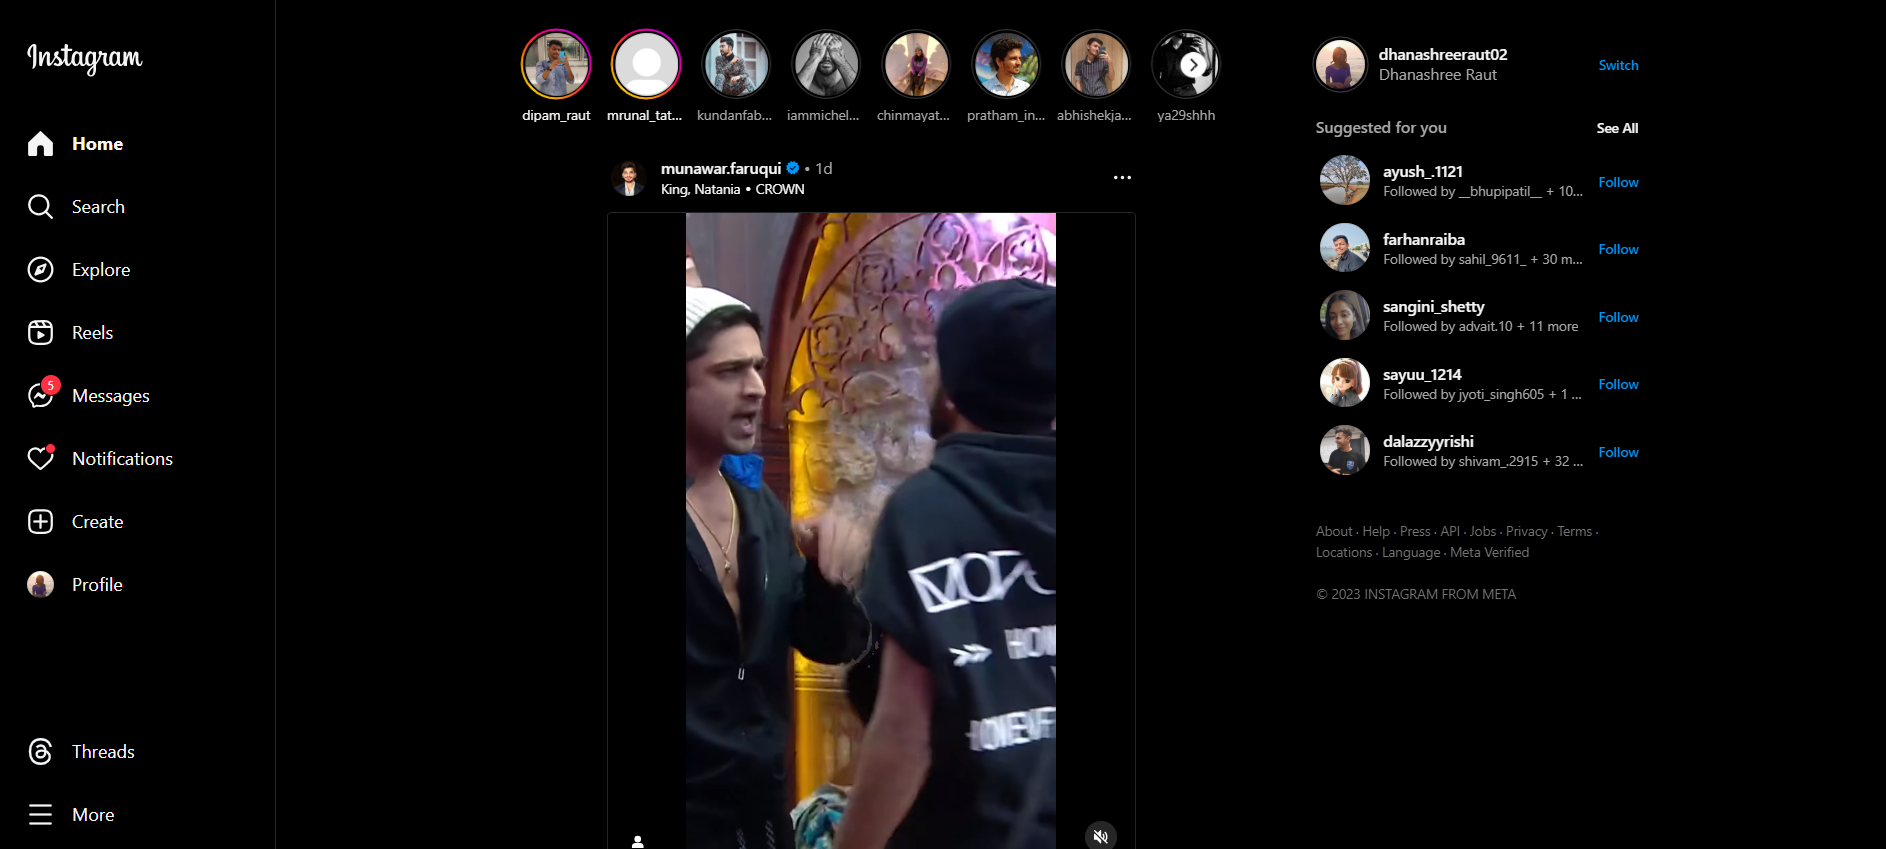 Instagram
Home
Search
Explore
Reels
5
Messages
Notifications
Create
Profile
Threads
More
dipam_raut
mrunal_tat...
kundanfab...
iammichel...
chinmayat...
pratham_in...
abhishekja...
ya29shhh
munawar.faruqui • 1d
King, Natania • CROWN
dhanashreeraut02
Dhanashree Raut
Switch
Suggested for you
See All
ayush_.1121
Followed by __bhupipatil__ + 10...
Follow
farhanraiba
Followed by sahil_9611_ + 30 m...
Follow
sangini_shetty
Followed by advait.10 + 11 more
Follow
sayuu_1214
Followed by jyoti_singh605 + 1 ...
Follow
dalazzyyrishi
Followed by shivam_.2915 + 32 ...
Follow
About · Help · Press · API · Jobs · Privacy · Terms ·
Locations · Language · Meta Verified
© 2023 INSTAGRAM FROM META